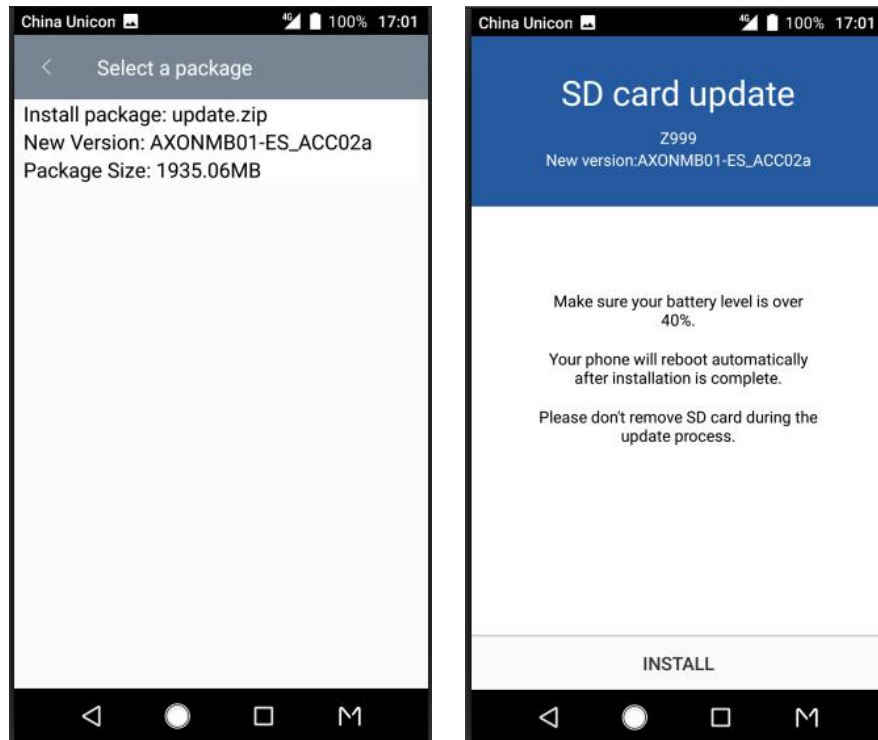 China Unicon 4G 100% 17:01
Select a package
Install package: update.zip
New Version: AXONMB01-ES_ACC02a
Package Size: 1935.06MB
M
China Unicon 4G 100% 17:01
SD card update
Z999
New version:AXONMB01-ES_ACC02a
Make sure your battery level is over
40%.
Your phone will reboot automatically
after installation is complete.
Please don't remove SD card during the
update process.
INSTALL
M